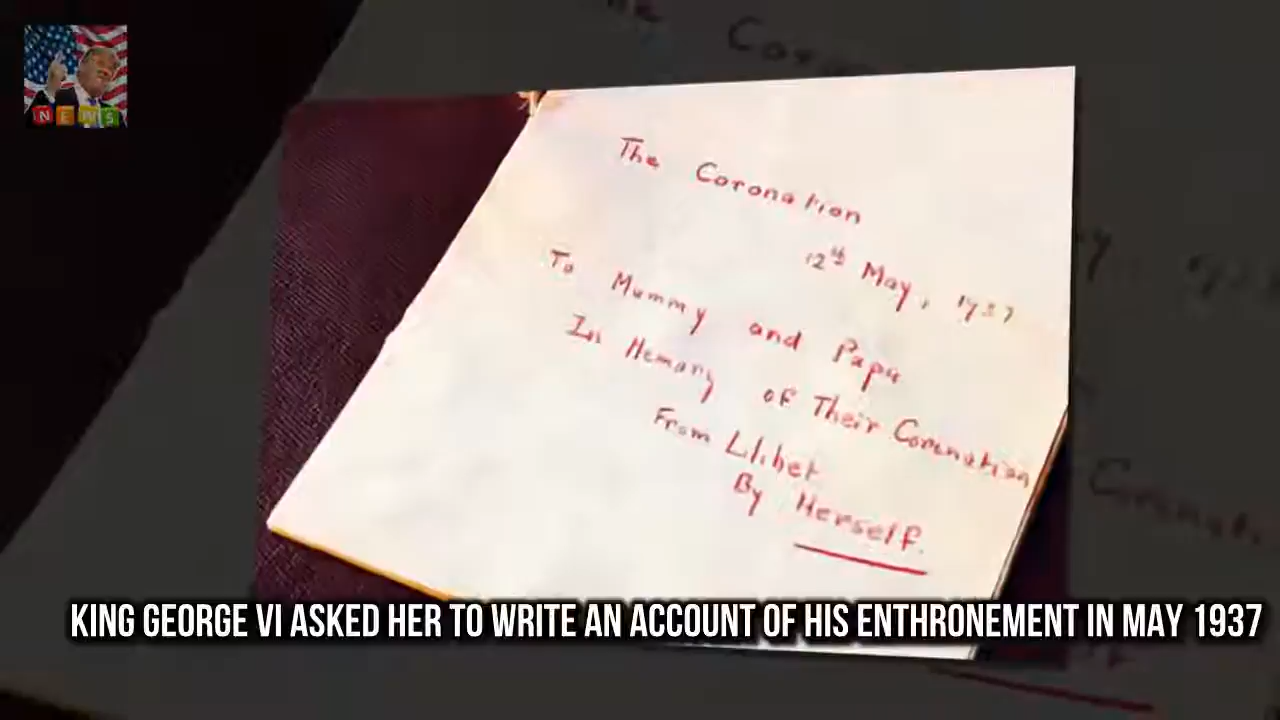 NEWS
The Coronation
12th May, 1937
To Mummy and Papa
In Memory of Their Coronation
From Lilibet
By Herself.
KING GEORGE VI ASKED HER TO WRITE AN ACCOUNT OF HIS ENTHRONEMENT IN MAY 1937